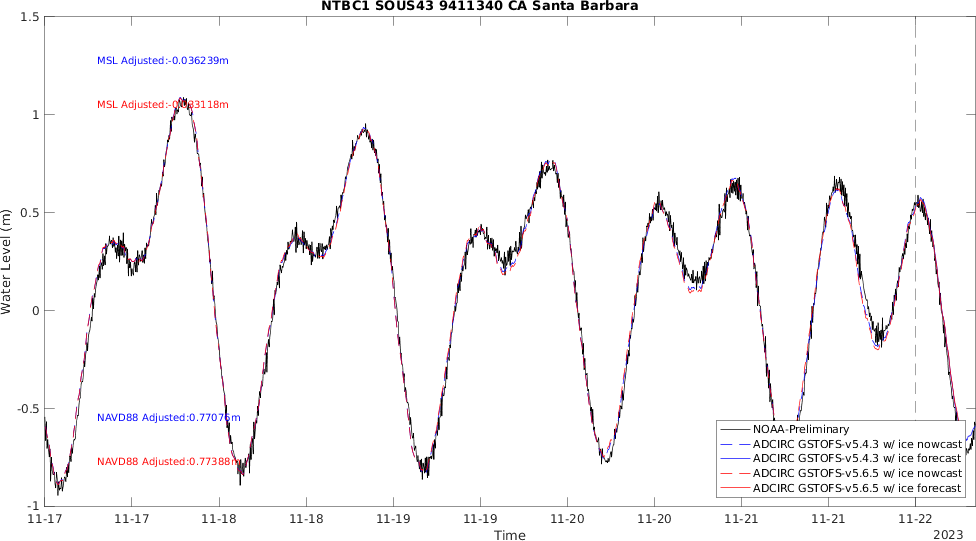 NTBC1 SOUS43 9411340 CA Santa Barbara
1.5
MSL Adjusted:-0.036239m
MSL Adjusted:-0.033118m
1
0.5
Water Level (m)
0
-0.5
NAVD88 Adjusted:0.77076m
NAVD88 Adjusted:0.77388m
-1
NOAA-Preliminary
ADCIRC GSTOFS-v5.4.3 w/ ice nowcast
ADCIRC GSTOFS-v5.4.3 w/ ice forecast
ADCIRC GSTOFS-v5.6.5 w/ ice nowcast
ADCIRC GSTOFS-v5.6.5 w/ ice forecast
11-17 11-17 11-18 11-18 11-19 11-19 11-20 11-20 11-21 11-21 11-22
Time
2023